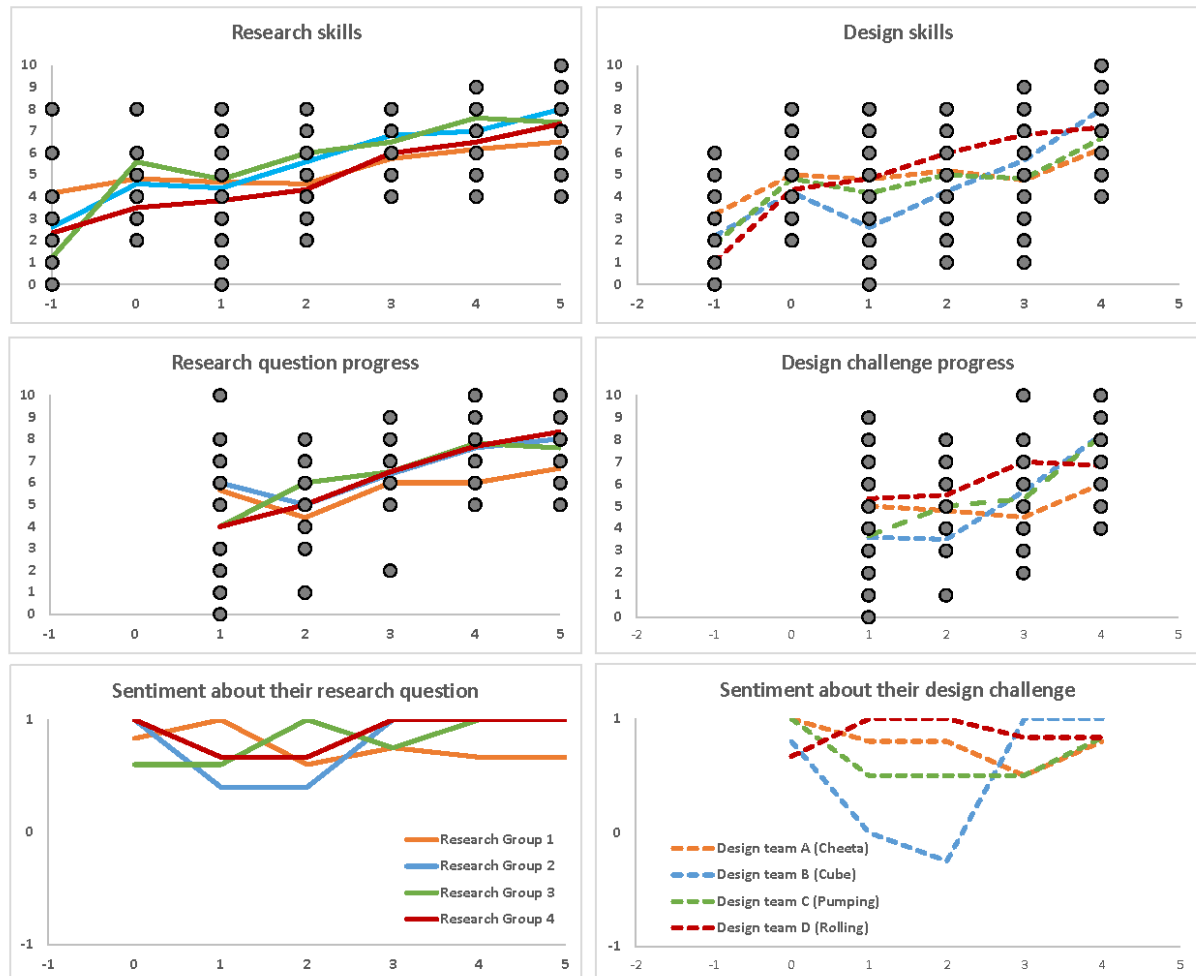 Research skills
10
9
8
7
6
5
4
3
2
1
0
-1 0 1 2 3 4 5
Design skills
10
9
8
7
6
5
4
3
2
1
0
-2 -1 0 1 2 3 4 5
Research question progress
10
9
8
7
6
5
4
3
2
1
0
-1 0 1 2 3 4 5
Design challenge progress
10
9
8
7
6
5
4
3
2
1
0
-2 -1 0 1 2 3 4 5
Sentiment about their research question
1
0
-1
Research Group 1
Research Group 2
Research Group 3
Research Group 4
-1 0 1 2 3 4 5
Sentiment about their design challenge
1
0
-1
Design team A (Cheeta)
Design team B (Cube)
Design team C (Pumping)
Design team D (Rolling)
-2 -1 0 1 2 3 4 5